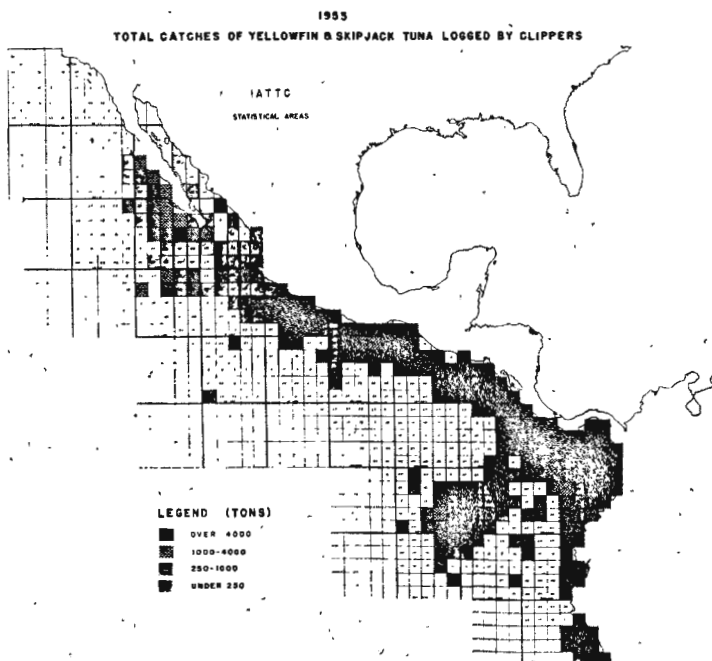 1955
TOTAL CATCHES OF YELLOWFIN & SKIPJACK TUNA LOGGED BY CLIPPERS
IATTC
STATISTICAL AREAS
LEGEND (TONS)
OVER 4000
1000-4000
250-1000
UNDER 250